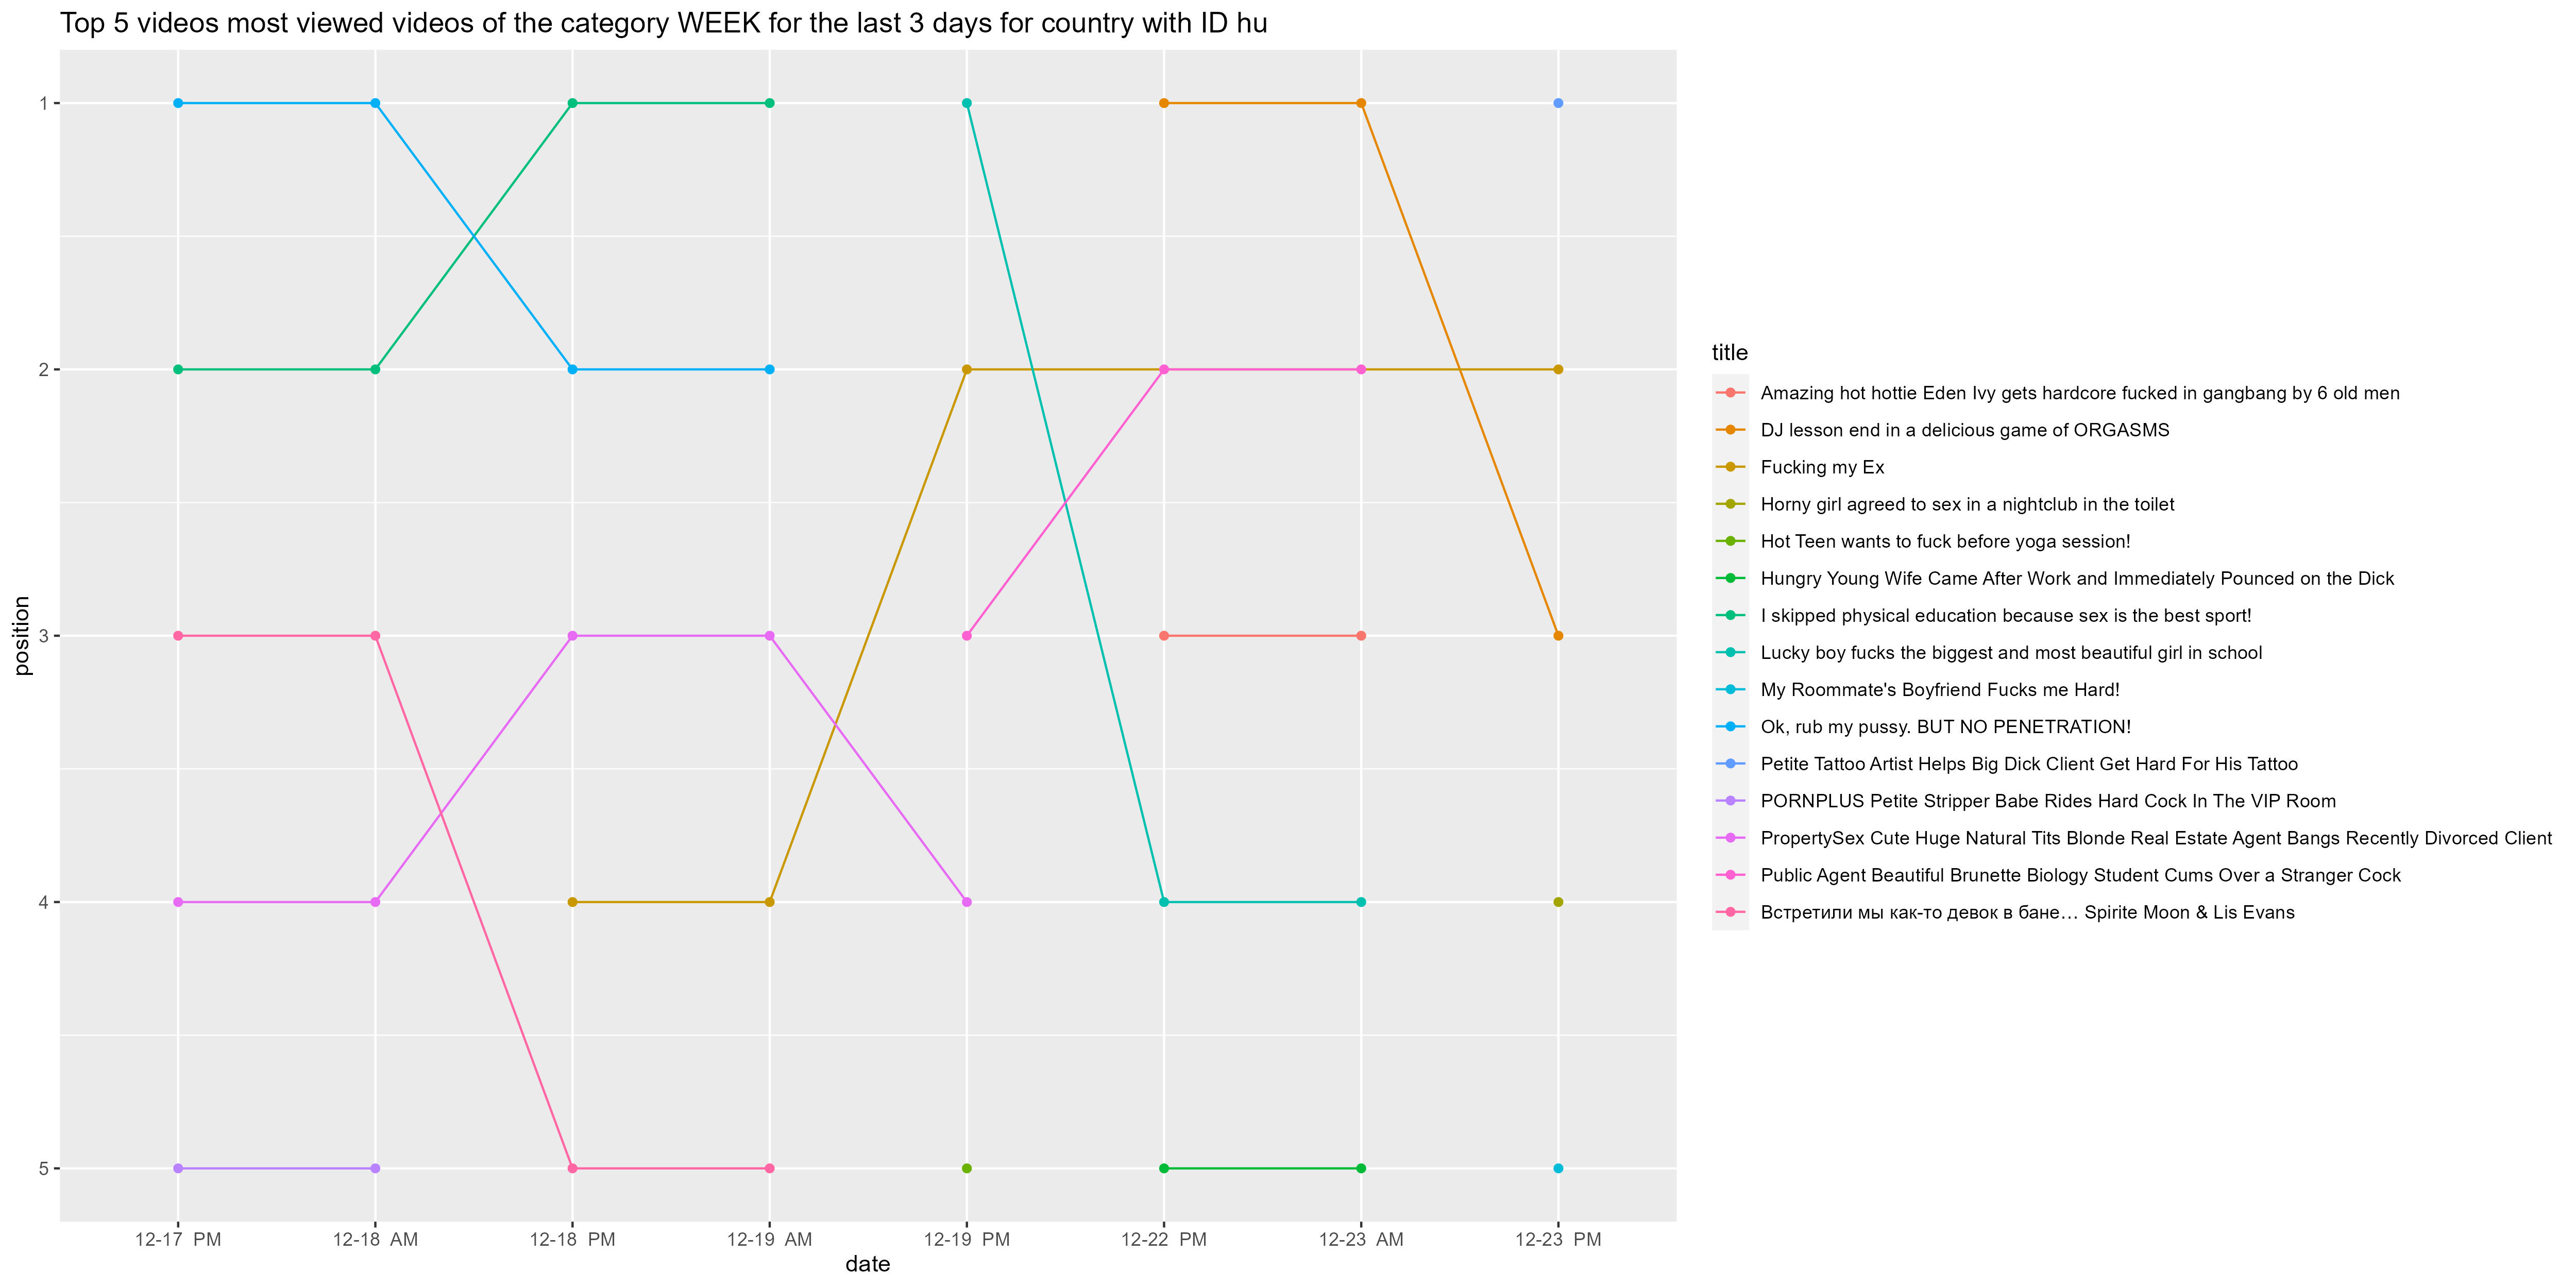 Top 5 videos most viewed videos of the category WEEK for the last 3 days for country with ID hu
position
1
2
3
4
5
12-17 PM
12-18 AM
12-18 PM
12-19 AM
12-19 PM
12-22 PM
12-23 AM
12-23 PM
date
title
Amazing hot hottie Eden Ivy gets hardcore fucked in gangbang by 6 old men
DJ lesson end in a delicious game of ORGASMS
Fucking my Ex
Horny girl agreed to sex in a nightclub in the toilet
Hot Teen wants to fuck before yoga session!
Hungry Young Wife Came After Work and Immediately Pounced on the Dick
I skipped physical education because sex is the best sport!
Lucky boy fucks the biggest and most beautiful girl in school
My Roommate's Boyfriend Fucks me Hard!
Ok, rub my pussy. BUT NO PENETRATION!
Petite Tattoo Artist Helps Big Dick Client Get Hard For His Tattoo
PORNPLUS Petite Stripper Babe Rides Hard Cock In The VIP Room
PropertySex Cute Huge Natural Tits Blonde Real Estate Agent Bangs Recently Divorced Client
Public Agent Beautiful Brunette Biology Student Cums Over a Stranger Cock
Встретили мы как-то девок в бане… Spirite Moon & Lis Evans